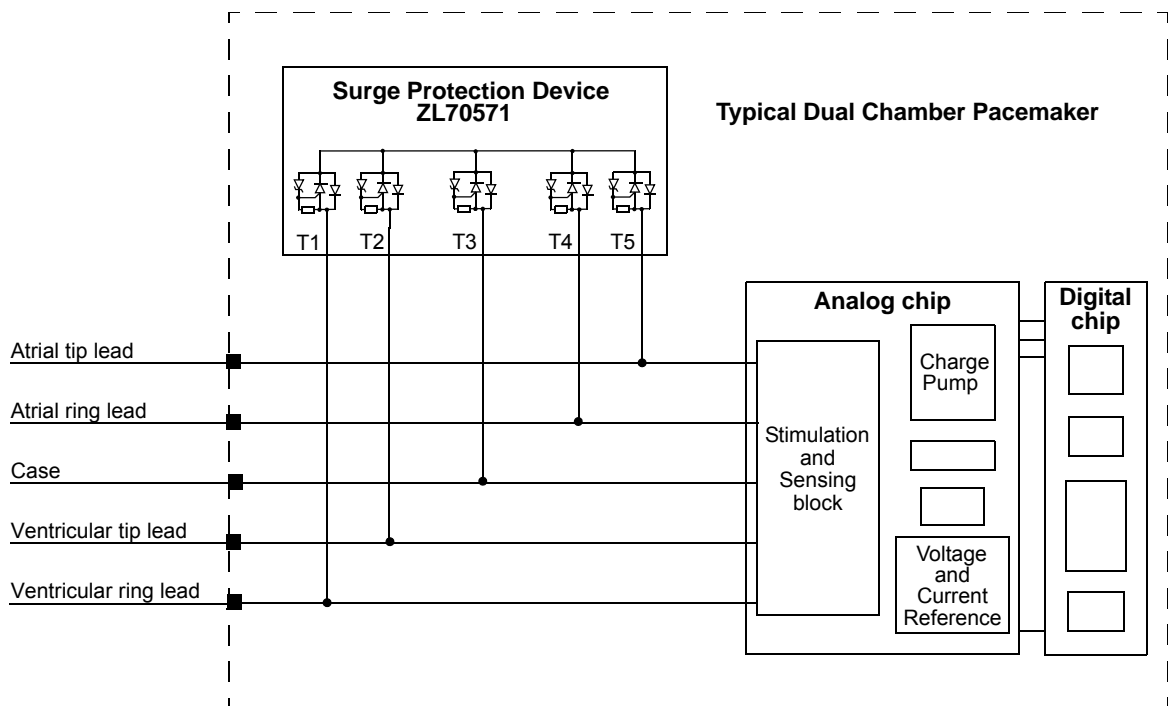 Surge Protection Device
ZL70571
Typical Dual Chamber Pacemaker
T1 T2 T3 T4 T5
Analog chip
Digital
chip
Atrial tip lead
Atrial ring lead
Case
Ventricular tip lead
Ventricular ring lead
Stimulation
and
Sensing
block
Charge
Pump
Voltage
and
Current
Reference